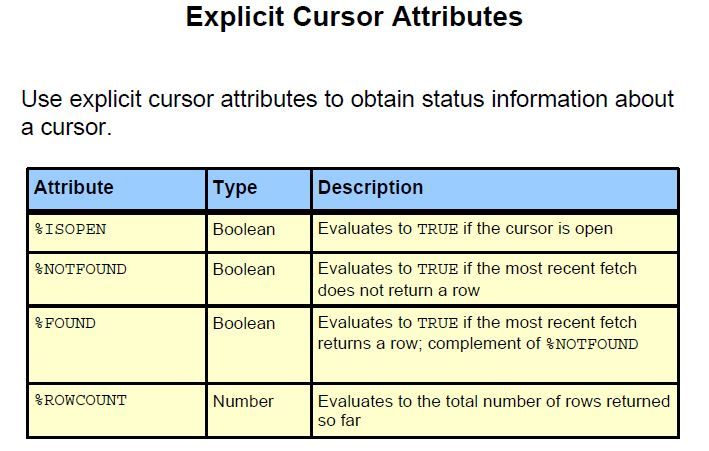 Explicit Cursor Attributes
Use explicit cursor attributes to obtain status information about
a cursor.
Attribute Type Description
%ISOPEN Boolean Evaluates to TRUE if the cursor is open
%NOTFOUND Boolean Evaluates to TRUE if the most recent fetch
does not return a row
%FOUND Boolean Evaluates to TRUE if the most recent fetch
returns a row; complement of %NOTFOUND
%ROWCOUNT Number Evaluates to the total number of rows returned
so far